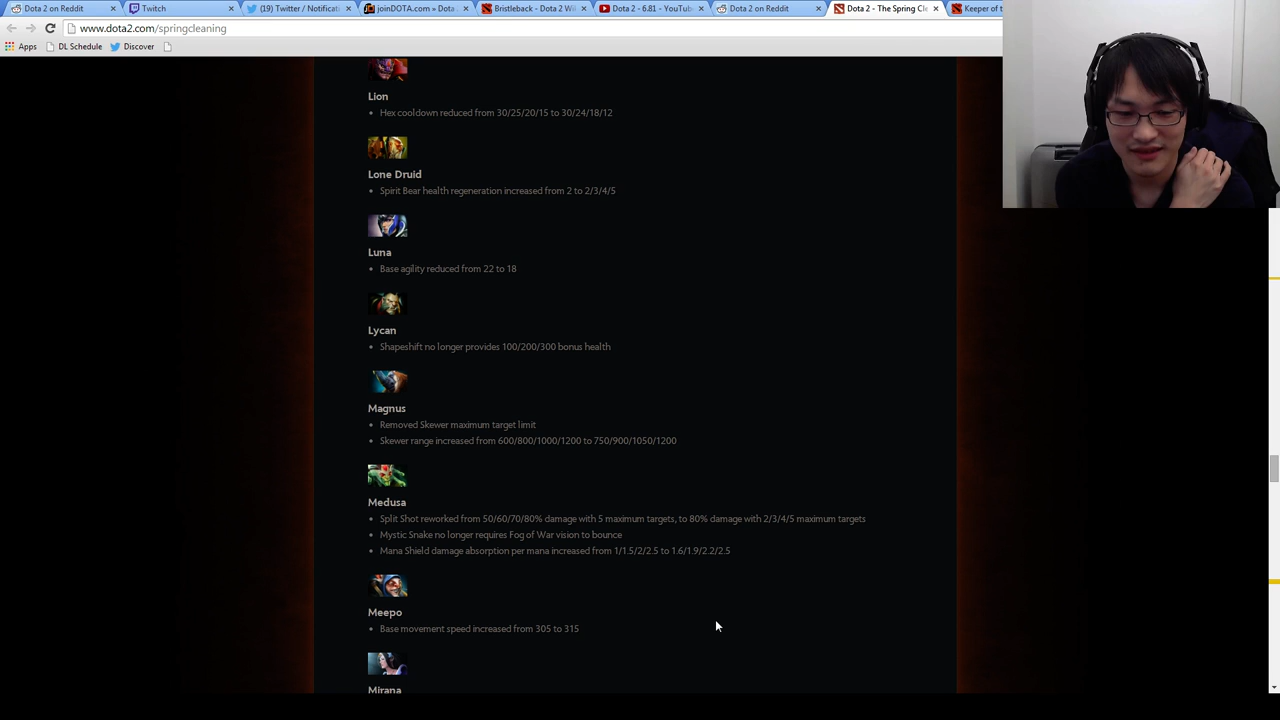 Dota 2 on Reddit
Twitch
(19) Twitter / Notificati
joinDOTA.com » Dota
Bristleback - Dota 2 Wi
Dota 2 - 6.81 - YouTub
Dota 2 on Reddit
Dota 2 - The Spring Cle
Keeper of t
www.dota2.com/springcleaning
Apps
DL Schedule
Discover
Lion
• Hex cooldown reduced from 30/25/20/15 to 30/24/18/12
Lone Druid
• Spirit Bear health regeneration increased from 2 to 2/3/4/5
Luna
• Base agility reduced from 22 to 18
Lycan
• Shapeshift no longer provides 100/200/300 bonus health
Magnus
• Removed Skewer maximum target limit
• Skewer range increased from 600/800/1000/1200 to 750/900/1050/1200
Medusa
• Split Shot reworked from 50/60/70/80% damage with 5 maximum targets, to 80% damage with 2/3/4/5 maximum targets
• Mystic Snake no longer requires Fog of War vision to bounce
• Mana Shield damage absorption per mana increased from 1/1.5/2/2.5 to 1.6/1.9/2.2/2.5
Meepo
• Base movement speed increased from 305 to 315
Mirana